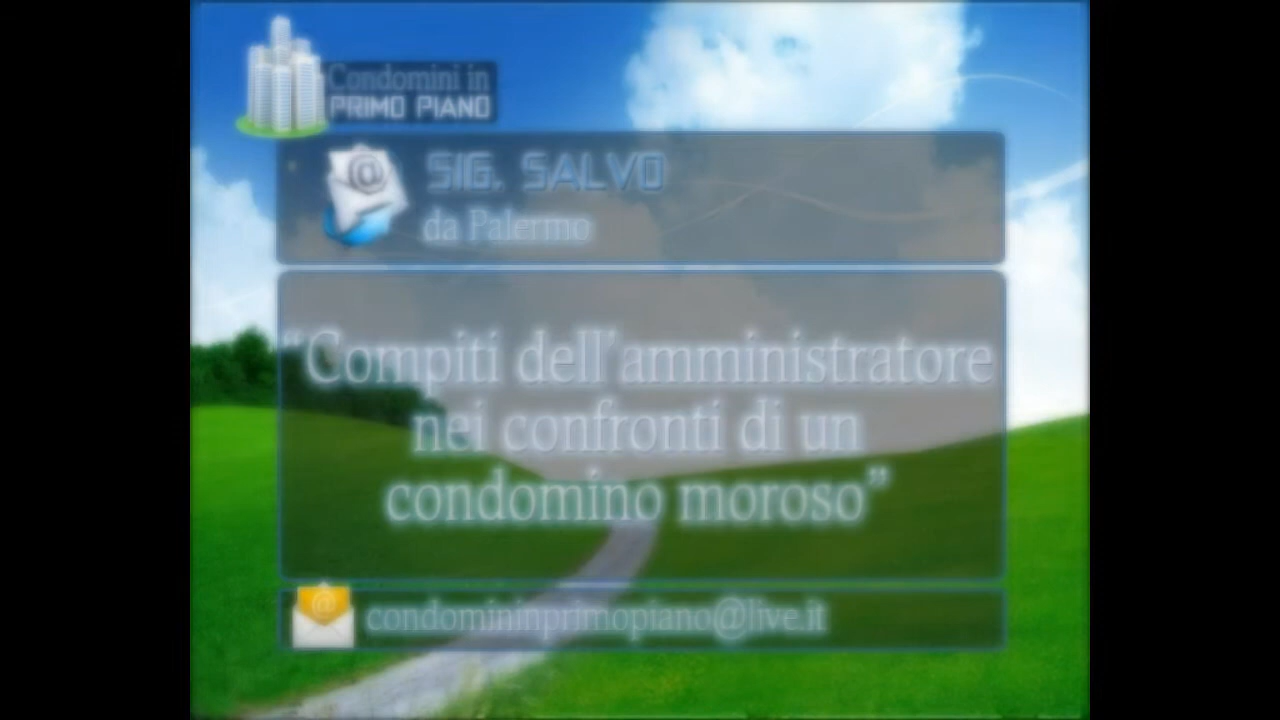 Condomini in
PRIMO PIANO
SIG. SALVO
da Palermo
“Compiti dell'amministratore
nei confronti di un
condomino moroso”
condomininprimopiano@live.it